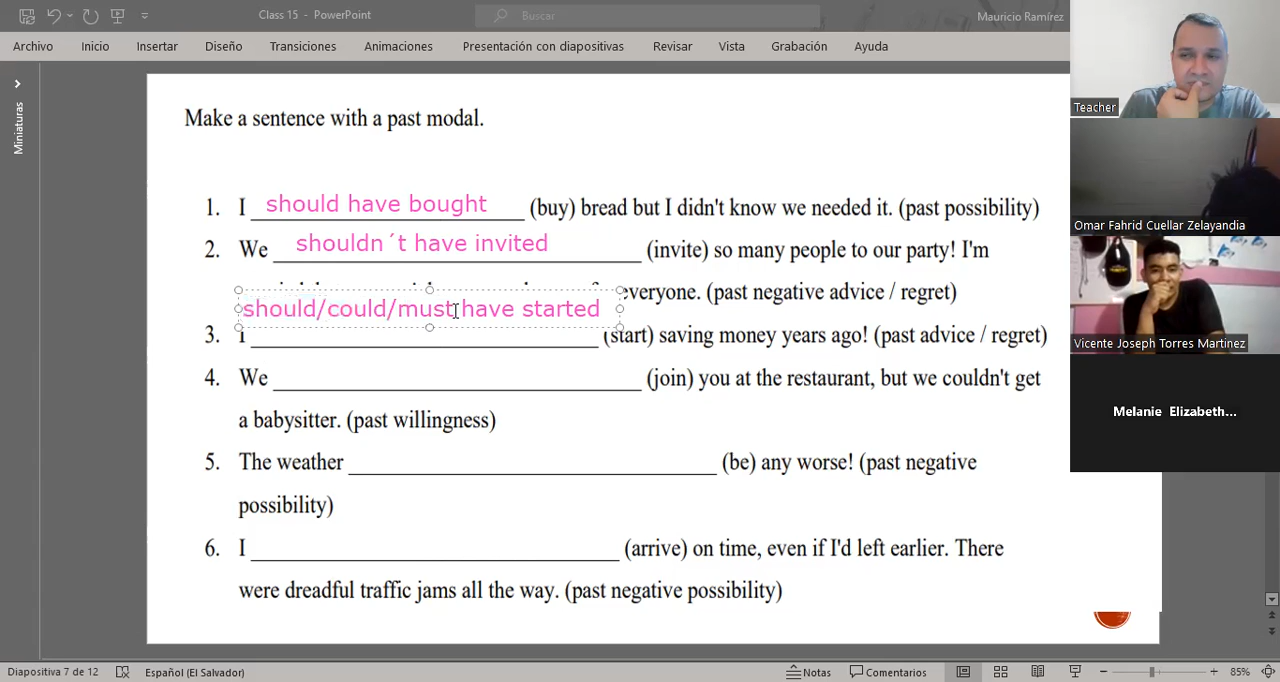 Class 15 - PowerPoint
Buscar
Mauricio Ramírez
Archivo Inicio Insertar Diseño Transiciones Animaciones Presentación con diapositivas Revisar Vista Grabación Ayuda
Miniaturas
Make a sentence with a past modal.
1. I should have bought (buy) bread but I didn't know we needed it. (past possibility)
2. We shouldn´t have invited (invite) so many people to our party! I'm
everyone. (past negative advice / regret)
should/could/must have started
3. I (start) saving money years ago! (past advice / regret)
4. We (join) you at the restaurant, but we couldn't get
a babysitter. (past willingness)
5. The weather (be) any worse! (past negative
possibility)
6. I (arrive) on time, even if I'd left earlier. There
were dreadful traffic jams all the way. (past negative possibility)
Teacher
Omar Fahrid Cuellar Zelayandia
Vicente Joseph Torres Martinez
Melanie Elizabeth...
Diapositiva 7 de 12 Español (El Salvador) Notas Comentarios 85%